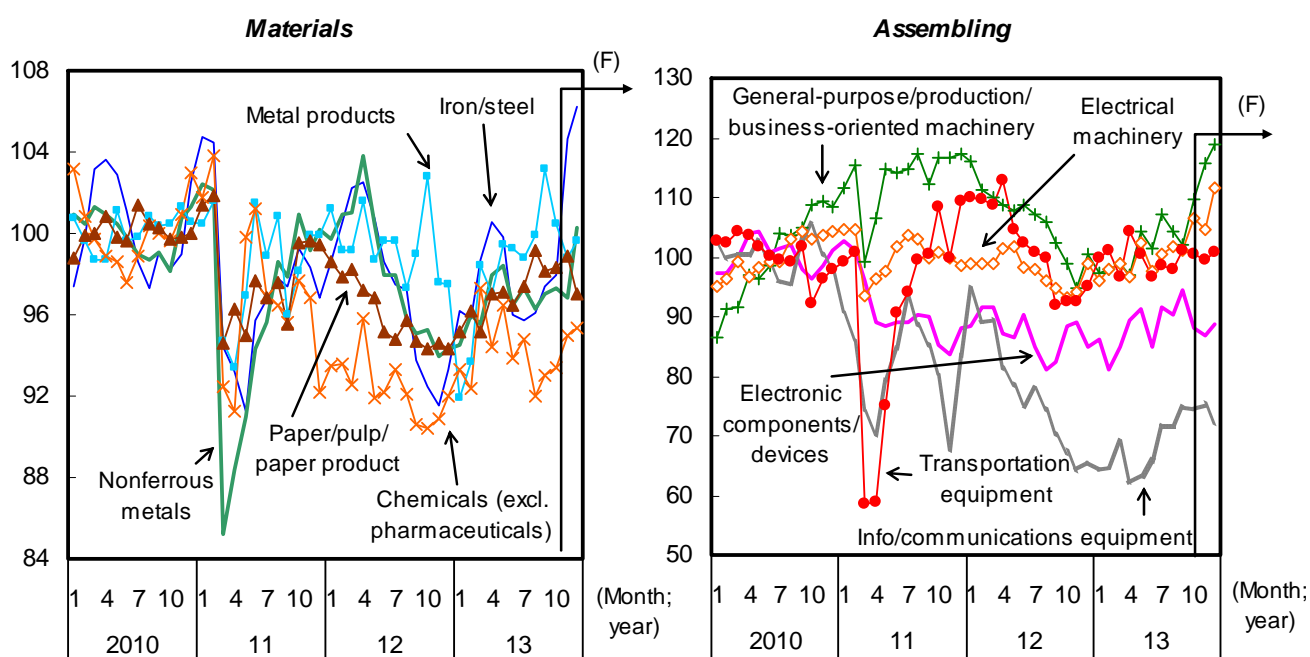 Materials
108
104
100
96
92
88
84
(F)
Metal products
Iron/steel
Paper/pulp/
paper product
Nonferrous
metals
Chemicals (excl.
pharmaceuticals)
1 4 7 10 1 4 7 10 1 4 7 10 1 4 7 10
2010 11 12 13
(Month;
year)
Assembling
130
120
110
100
90
80
70
60
50
(F)
General-purpose/production/
business-oriented machinery
Electrical
machinery
Electronic
components/
devices
Transportation
equipment
Info/communications equipment
1 4 7 10 1 4 7 10 1 4 7 10 1 4 7 10
2010 11 12 13
(Month;
year)